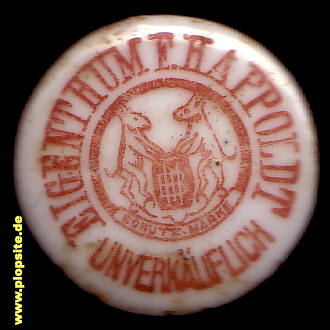 EIGENTHUM F. HAPPOLDT
SCHUTZ-MARKE
UNVERKÄUFLICH
www.plopsite.de